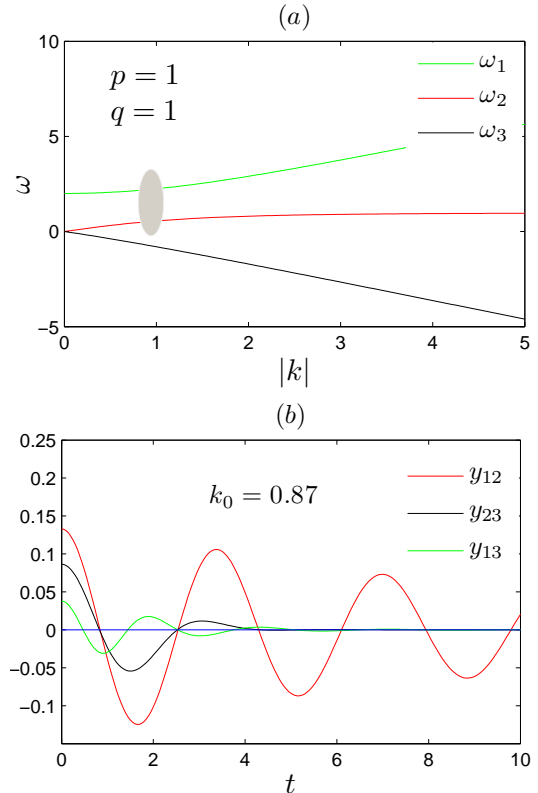 (a)
10
5
0
−5
ω
p = 1
q = 1
ω₁
ω₂
ω₃
0 1 2 3 4 5
|k|
(b)
0.25
0.2
0.15
0.1
0.05
0
−0.05
−0.1
k₀ = 0.87
y₁₂
y₂₃
y₁₃
0 2 4 6 8 10
t